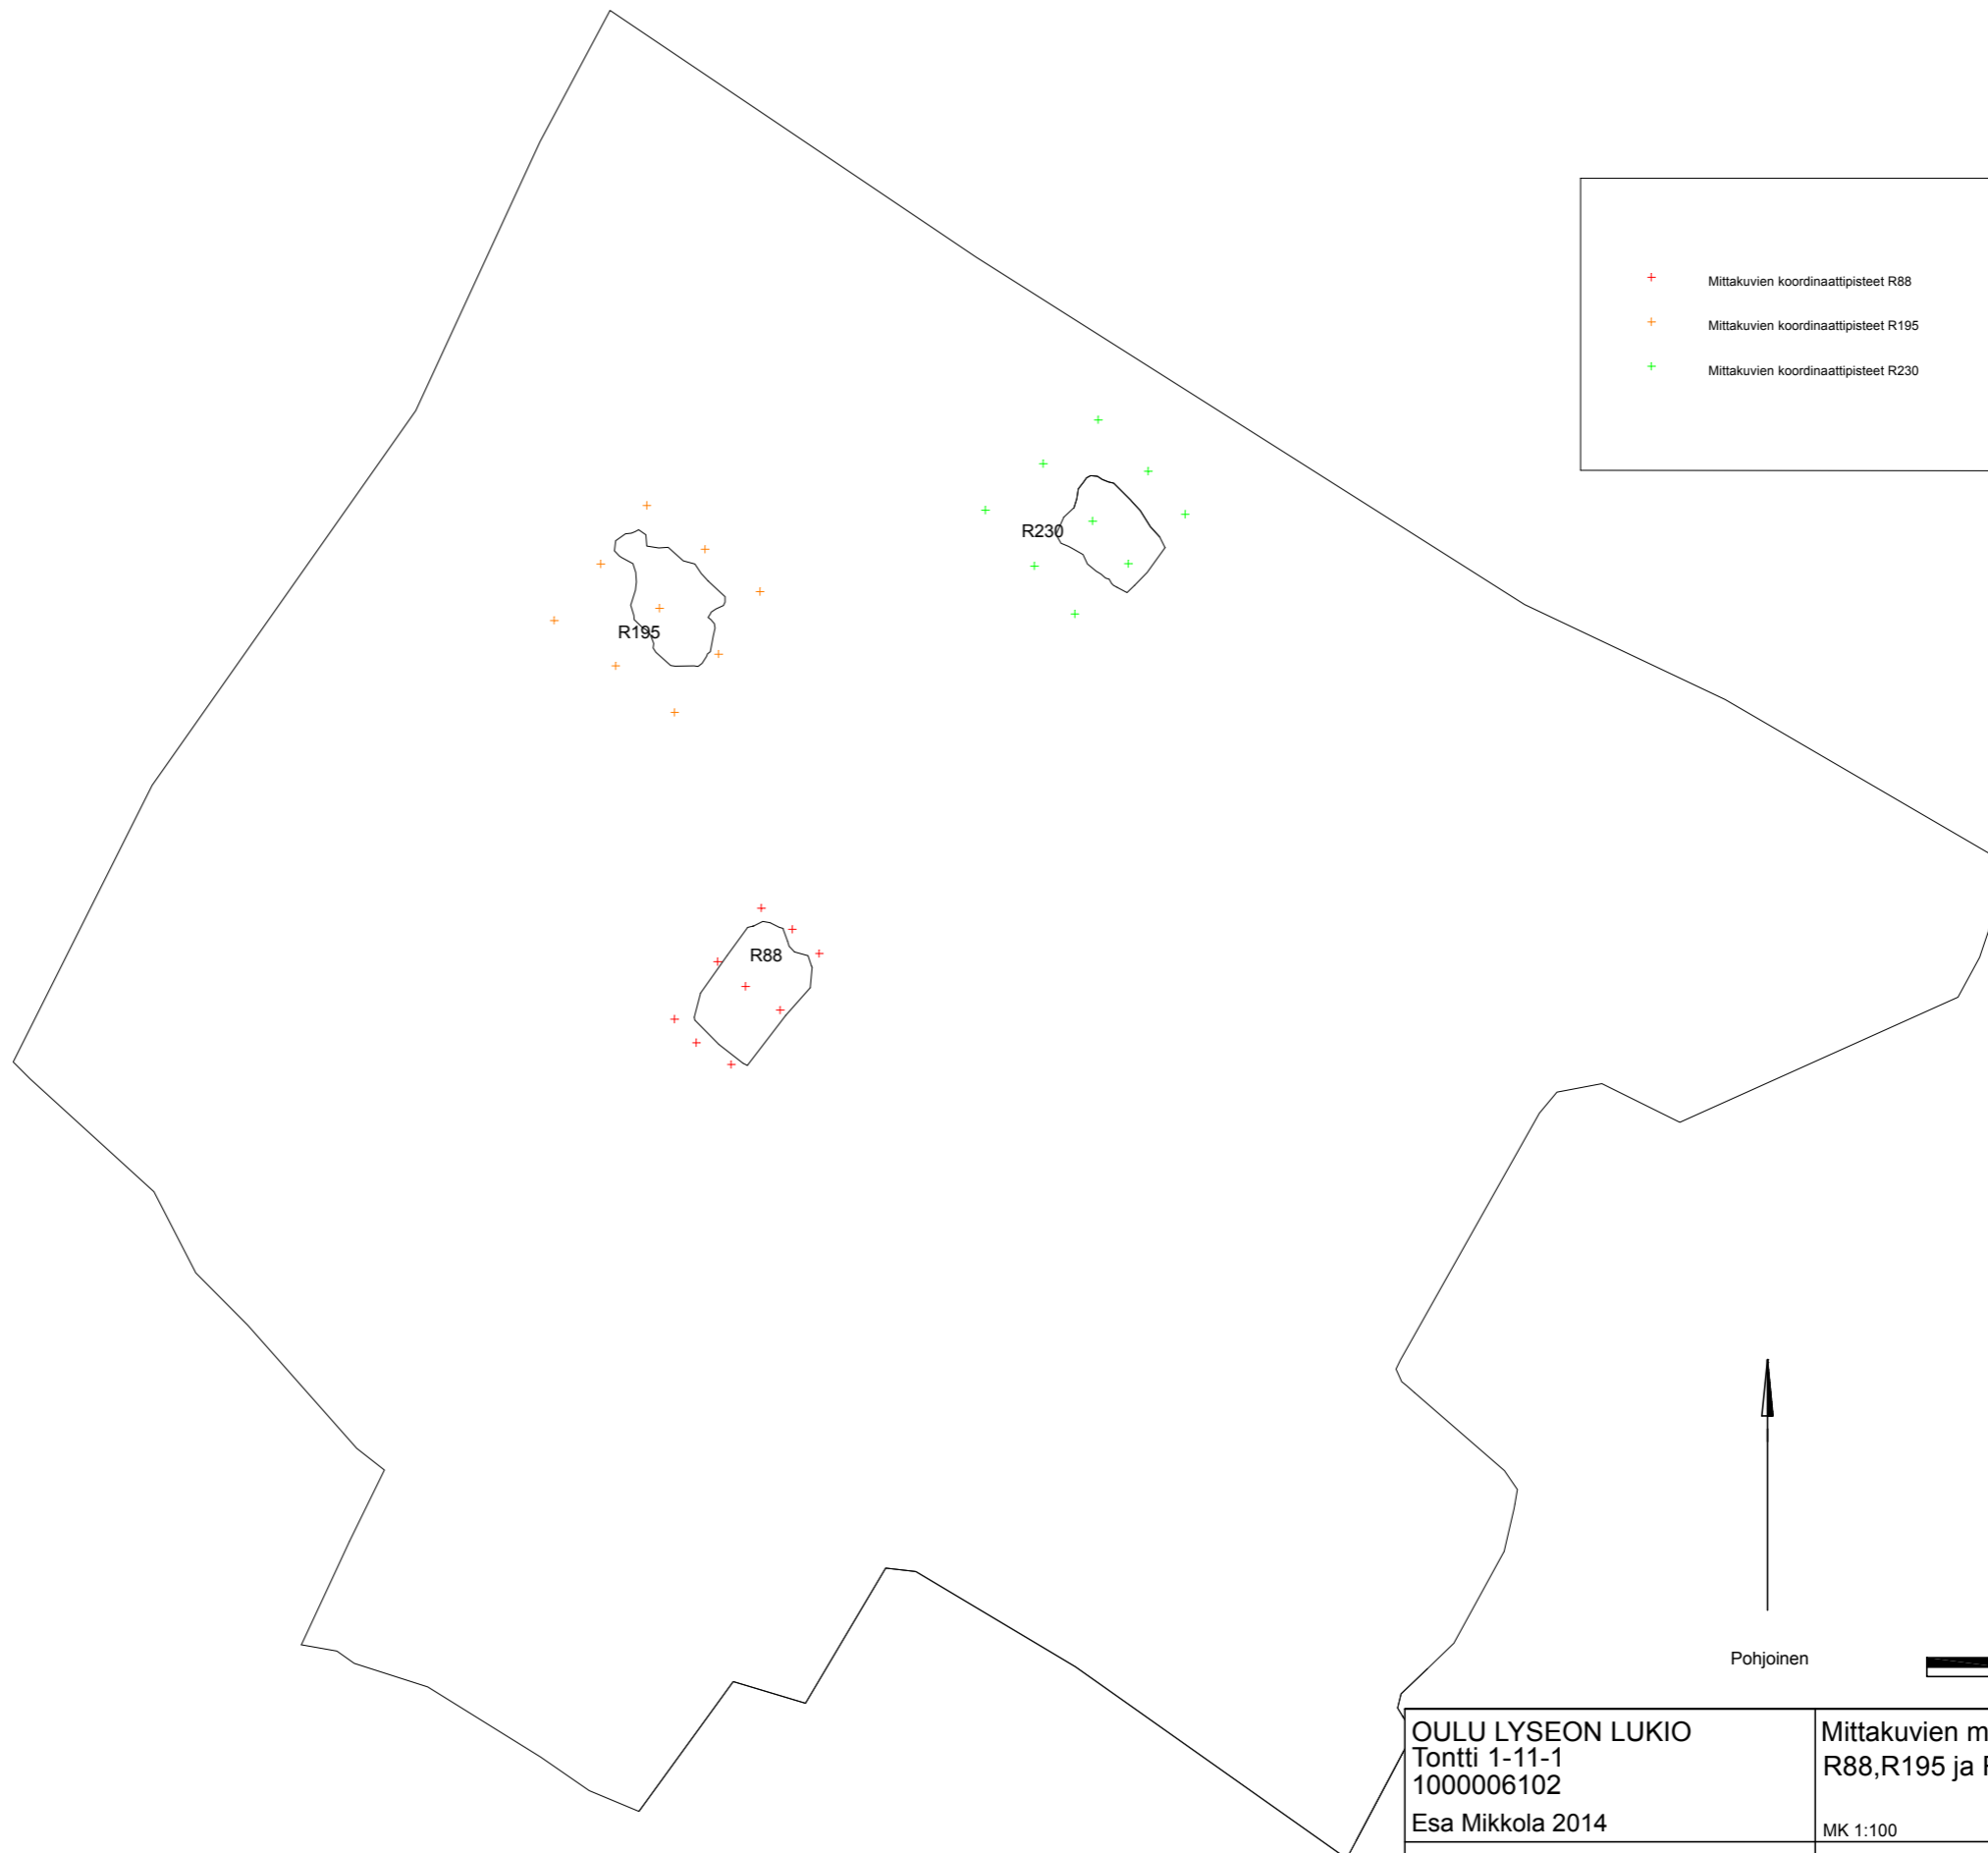 Mittakuvien koordinaattipisteet R88
Mittakuvien koordinaattipisteet R195
Mittakuvien koordinaattipisteet R230
R230
R195
R88
Pohjoinen
OULU LYSEON LUKIO
Tontti 1-11-1
1000006102
Esa Mikkola 2014
Mittakuvien
R88,R195 ja
MK 1:100